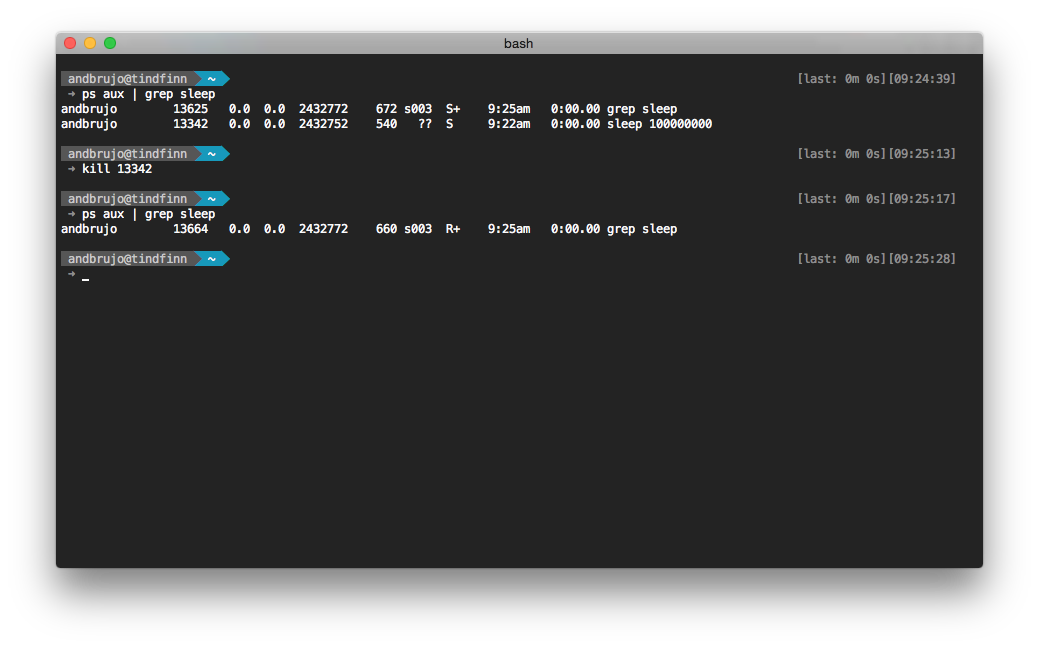 bash
andbrujo@tindfinn ~ [last: 0m 0s][09:24:39]
➜ ps aux | grep sleep
andbrujo 13625 0.0 0.0 2432772 672 s003 S+ 9:25am 0:00.00 grep sleep
andbrujo 13342 0.0 0.0 2432752 540 ?? S 9:22am 0:00.00 sleep 100000000
andbrujo@tindfinn ~ [last: 0m 0s][09:25:13]
➜ kill 13342
andbrujo@tindfinn ~ [last: 0m 0s][09:25:17]
➜ ps aux | grep sleep
andbrujo 13664 0.0 0.0 2432772 660 s003 R+ 9:25am 0:00.00 grep sleep
andbrujo@tindfinn ~ [last: 0m 0s][09:25:28]
➜ _